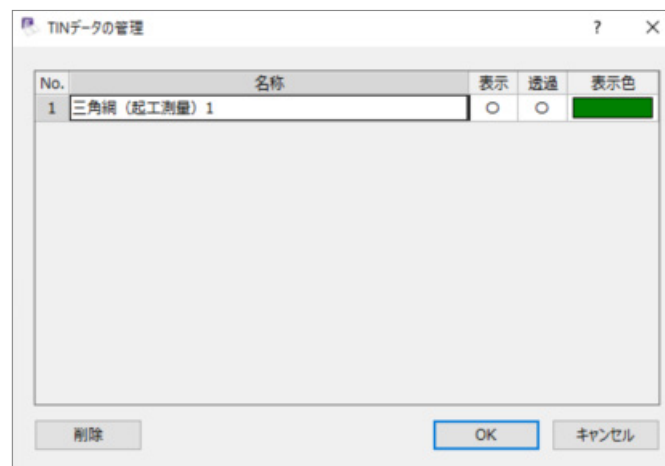 TINデータの管理 ? ×
No. 名称 表示 透過 表示色
1 三角網（起工測量）1 ○ ○
削除 OK キャンセル